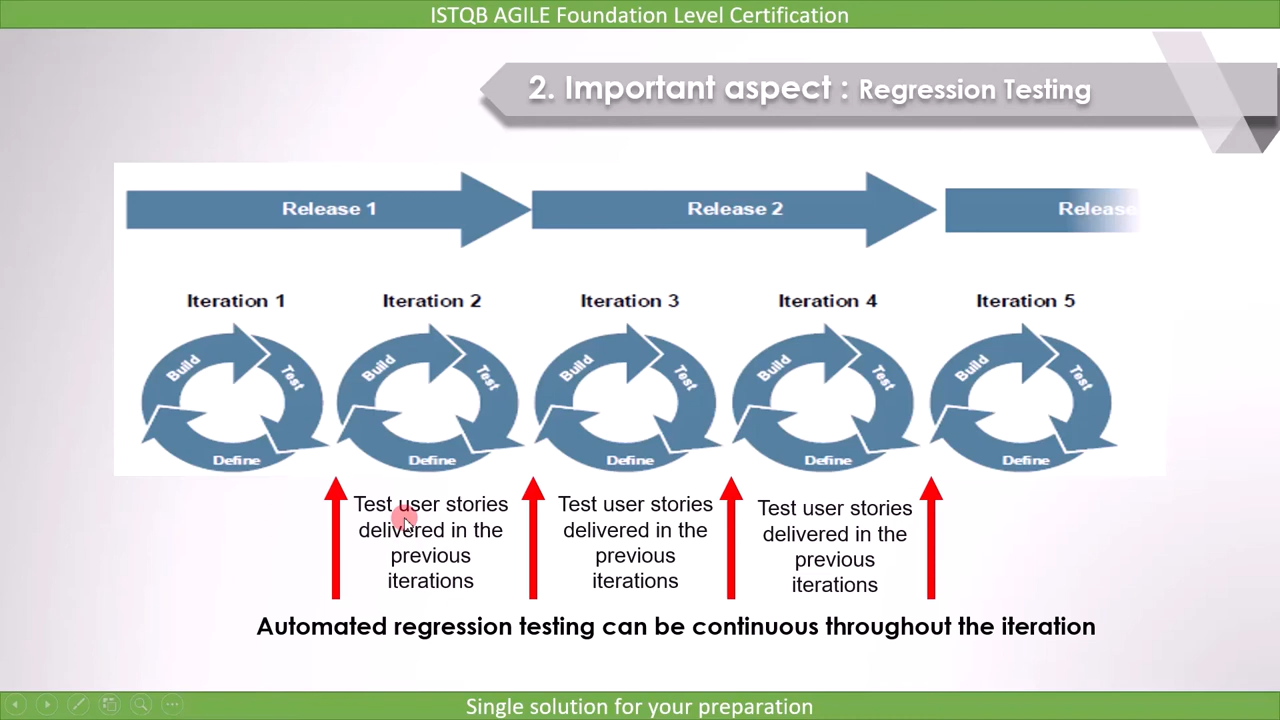 ISTQB AGILE Foundation Level Certification
2. Important aspect : Regression Testing
Release 1
Release 2
Release
Iteration 1
Iteration 2
Iteration 3
Iteration 4
Iteration 5
Build
Test
Define
Build
Test
Define
Build
Test
Define
Build
Test
Define
Build
Test
Define
Test user stories
delivered in the
previous
iterations
Test user stories
delivered in the
previous
iterations
Test user stories
delivered in the
previous
iterations
Automated regression testing can be continuous throughout the iteration
Single solution for your preparation